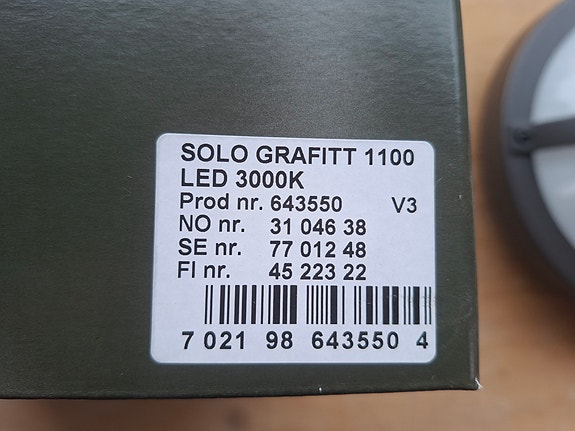 SOLO GRAFITT 1100
LED 3000K
Prod nr. 643550 V3
NO nr. 31 046 38
SE nr. 77 012 48
FI nr. 45 223 22
7 021 98 643550 4